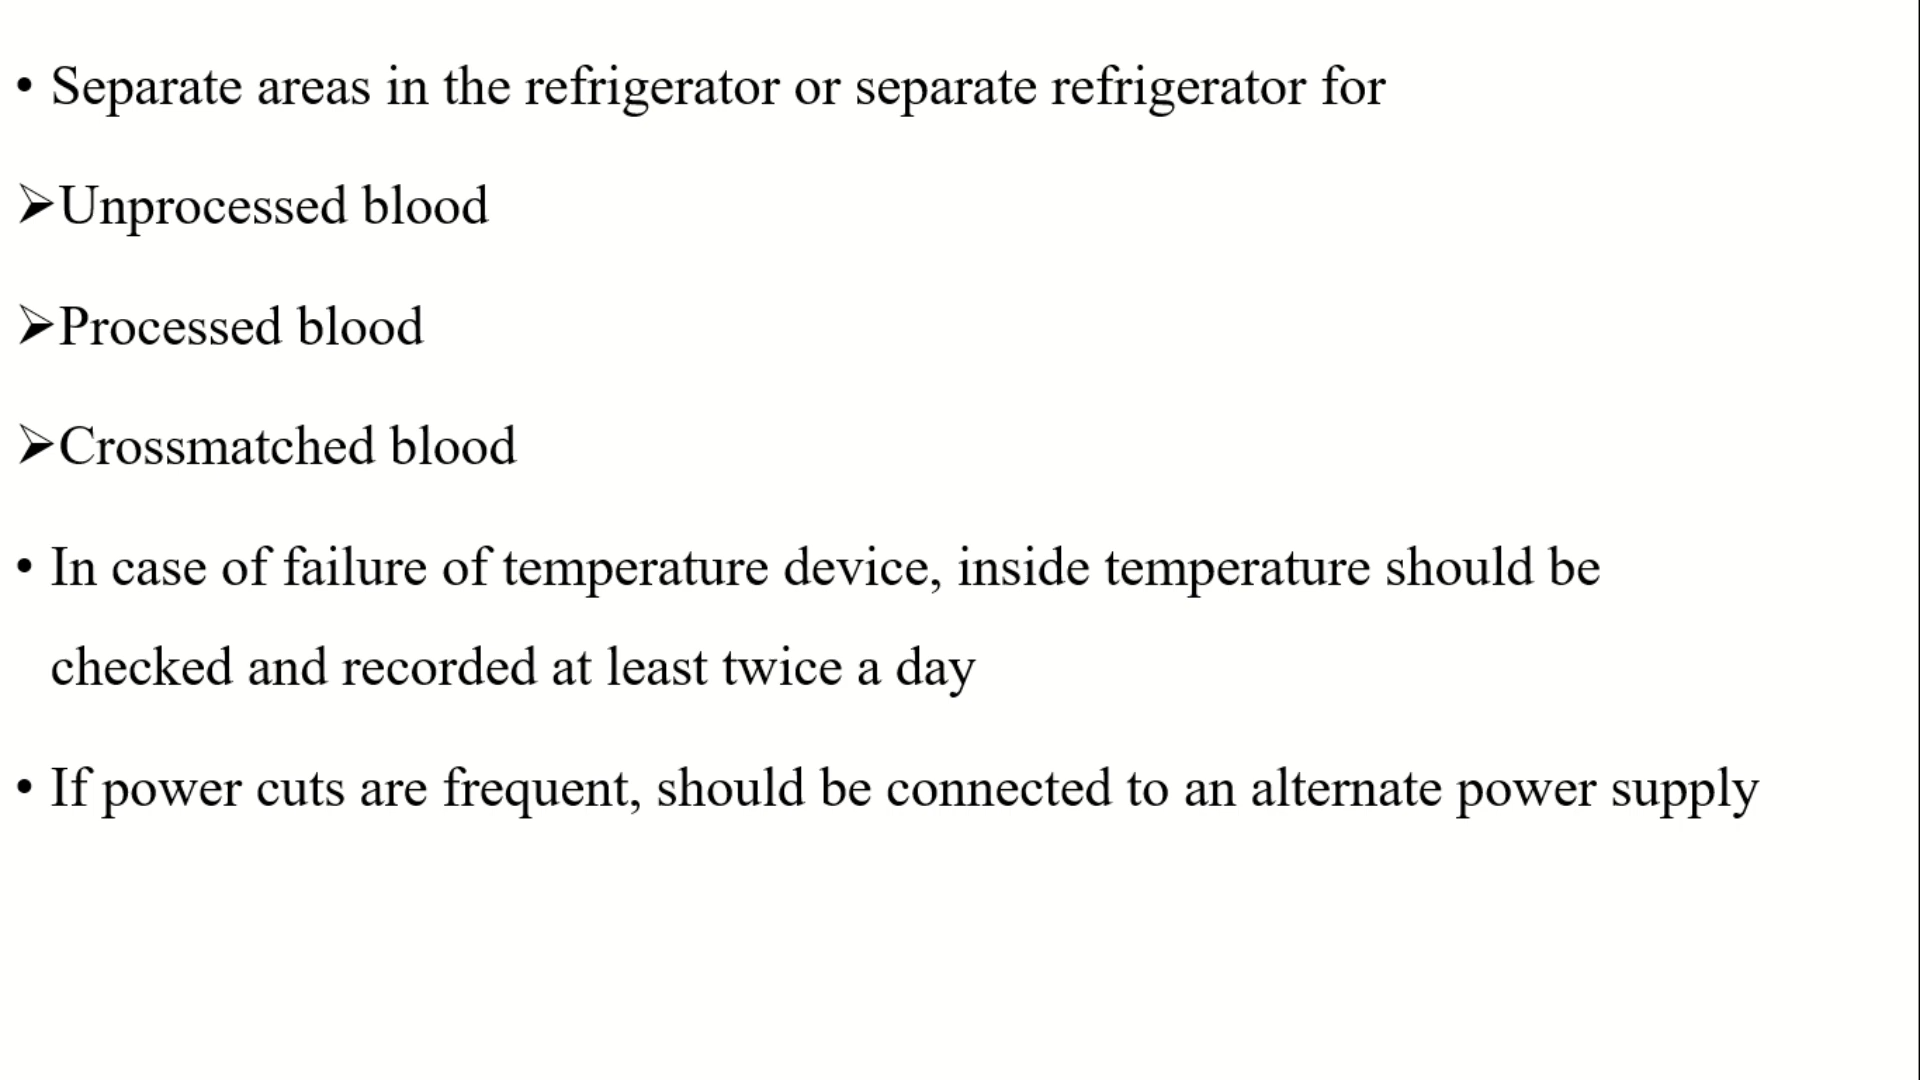 • Separate areas in the refrigerator or separate refrigerator for
➢Unprocessed blood
➢Processed blood
➢Crossmatched blood
• In case of failure of temperature device, inside temperature should be
checked and recorded at least twice a day
• If power cuts are frequent, should be connected to an alternate power supply